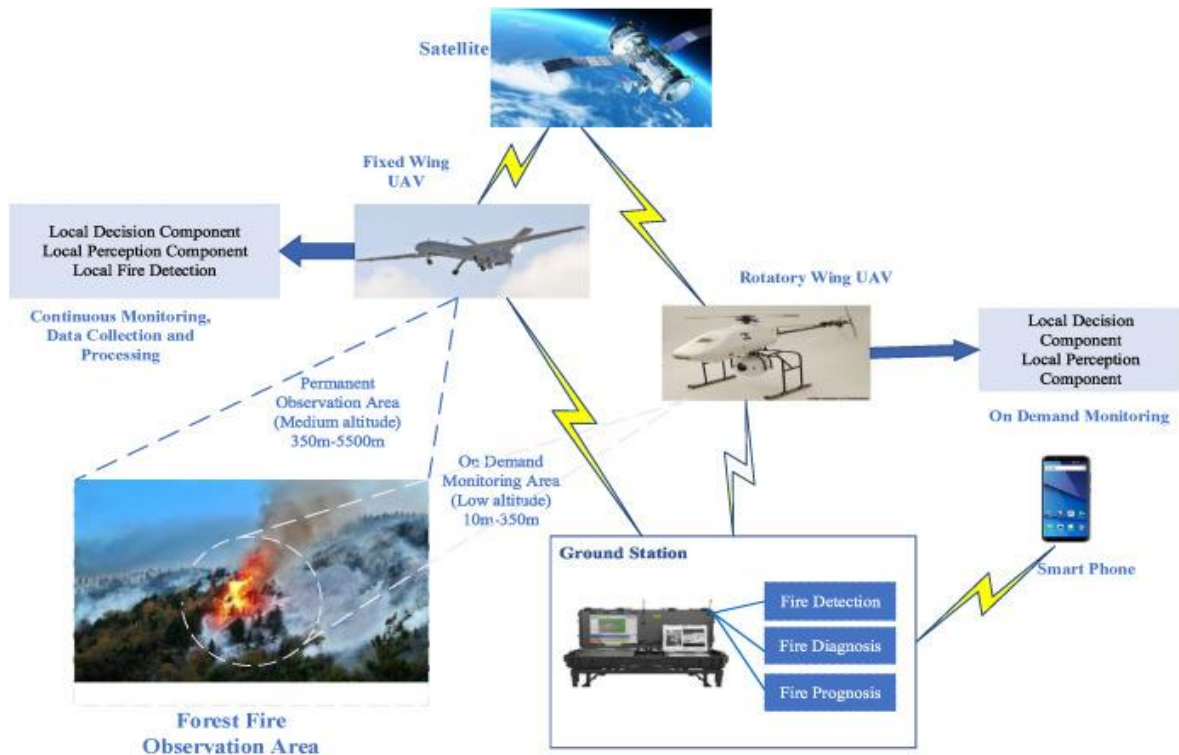 Satellite
Fixed Wing
UAV
Local Decision Component
Local Perception Component
Local Fire Detection
Continuous Monitoring,
Data Collection and
Processing
Rotatory Wing UAV
Local Decision
Component
Local Perception
Component
On Demand Monitoring
Permanent
Observation Area
(Medium altitude)
350m-5500m
On Demand
Monitoring Area
(Low altitude)
10m-350m
Ground Station
Fire Detection
Fire Diagnosis
Fire Prognosis
Smart Phone
Forest Fire
Observation Area